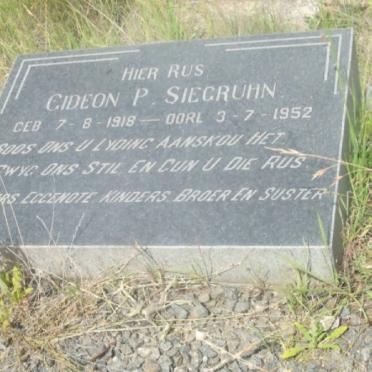 HIER RUS
GIDEON P. SIEGRUHN
GEB 7-8-1918 — OORL 3-7-1952
SOOS ONS U LYDING AANSKOU HET
ONS STIL EN GUN U DIE RUS.
EGGENOTE, KINDERS, BROER EN SUSTER